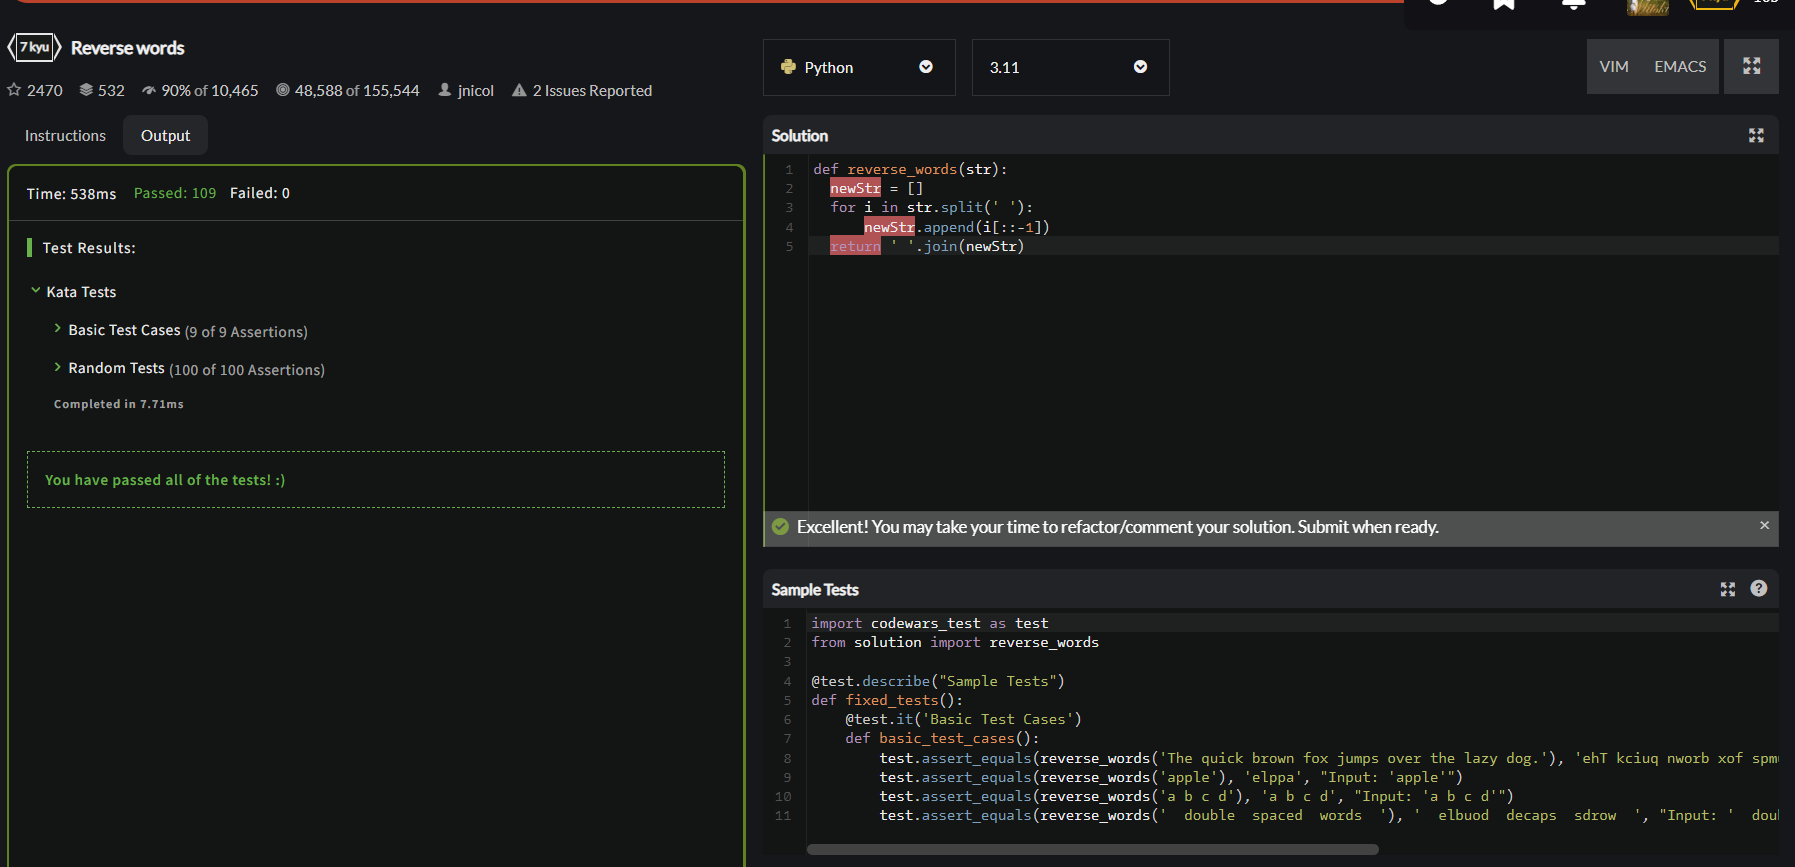 7 kyu Reverse words
2470 532 90% of 10,465 48,588 of 155,544 jnicol 2 Issues Reported
Instructions Output
Time: 538ms Passed: 109 Failed: 0
Test Results:
Kata Tests
Basic Test Cases (9 of 9 Assertions)
Random Tests (100 of 100 Assertions)
Completed in 7.71ms
You have passed all of the tests! :)
Python 3.11 VIM EMACS
Solution
1 def reverse_words(str):
2 newStr = []
3 for i in str.split(' '):
4 newStr.append(i[::-1])
5 return ' '.join(newStr)
Excellent! You may take your time to refactor/comment your solution. Submit when ready. ×
Sample Tests ?
1 import codewars_test as test
2 from solution import reverse_words
3
4 @test.describe("Sample Tests")
5 def fixed_tests():
6 @test.it('Basic Test Cases')
7 def basic_test_cases():
8 test.assert_equals(reverse_words('The quick brown fox jumps over the lazy dog.'), 'ehT kciuq nworb xof spm
9 test.assert_equals(reverse_words('apple'), 'elppa', "Input: 'apple'")
10 test.assert_equals(reverse_words('a b c d'), 'a b c d', "Input: 'a b c d'")
11 test.assert_equals(reverse_words('  double  spaced  words  '), '  elbuod  decaps  sdrow  ', "Input: '  doul